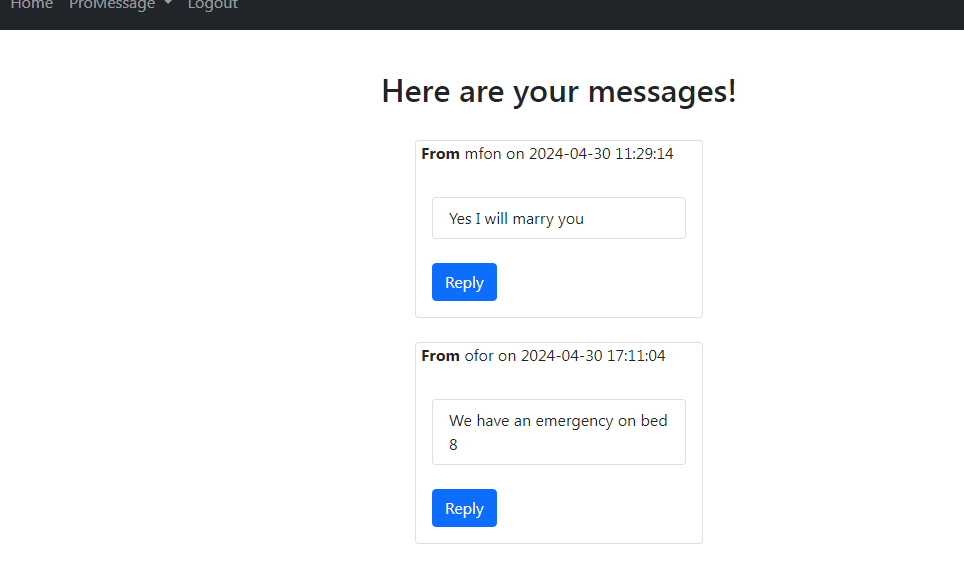 Home ProMessage Logout
Here are your messages!
From mfon on 2024-04-30 11:29:14
Yes I will marry you
Reply
From ofor on 2024-04-30 17:11:04
We have an emergency on bed
8
Reply